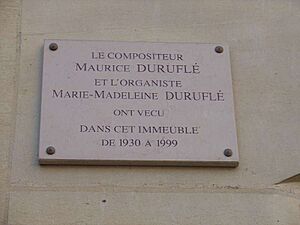 LE COMPOSITEUR
MAURICE DURUFLÉ
ET L'ORGANISTE
MARIE-MADELEINE DURUFLÉ
ONT VECU
DANS CET IMMEUBLE
DE 1930 A 1999